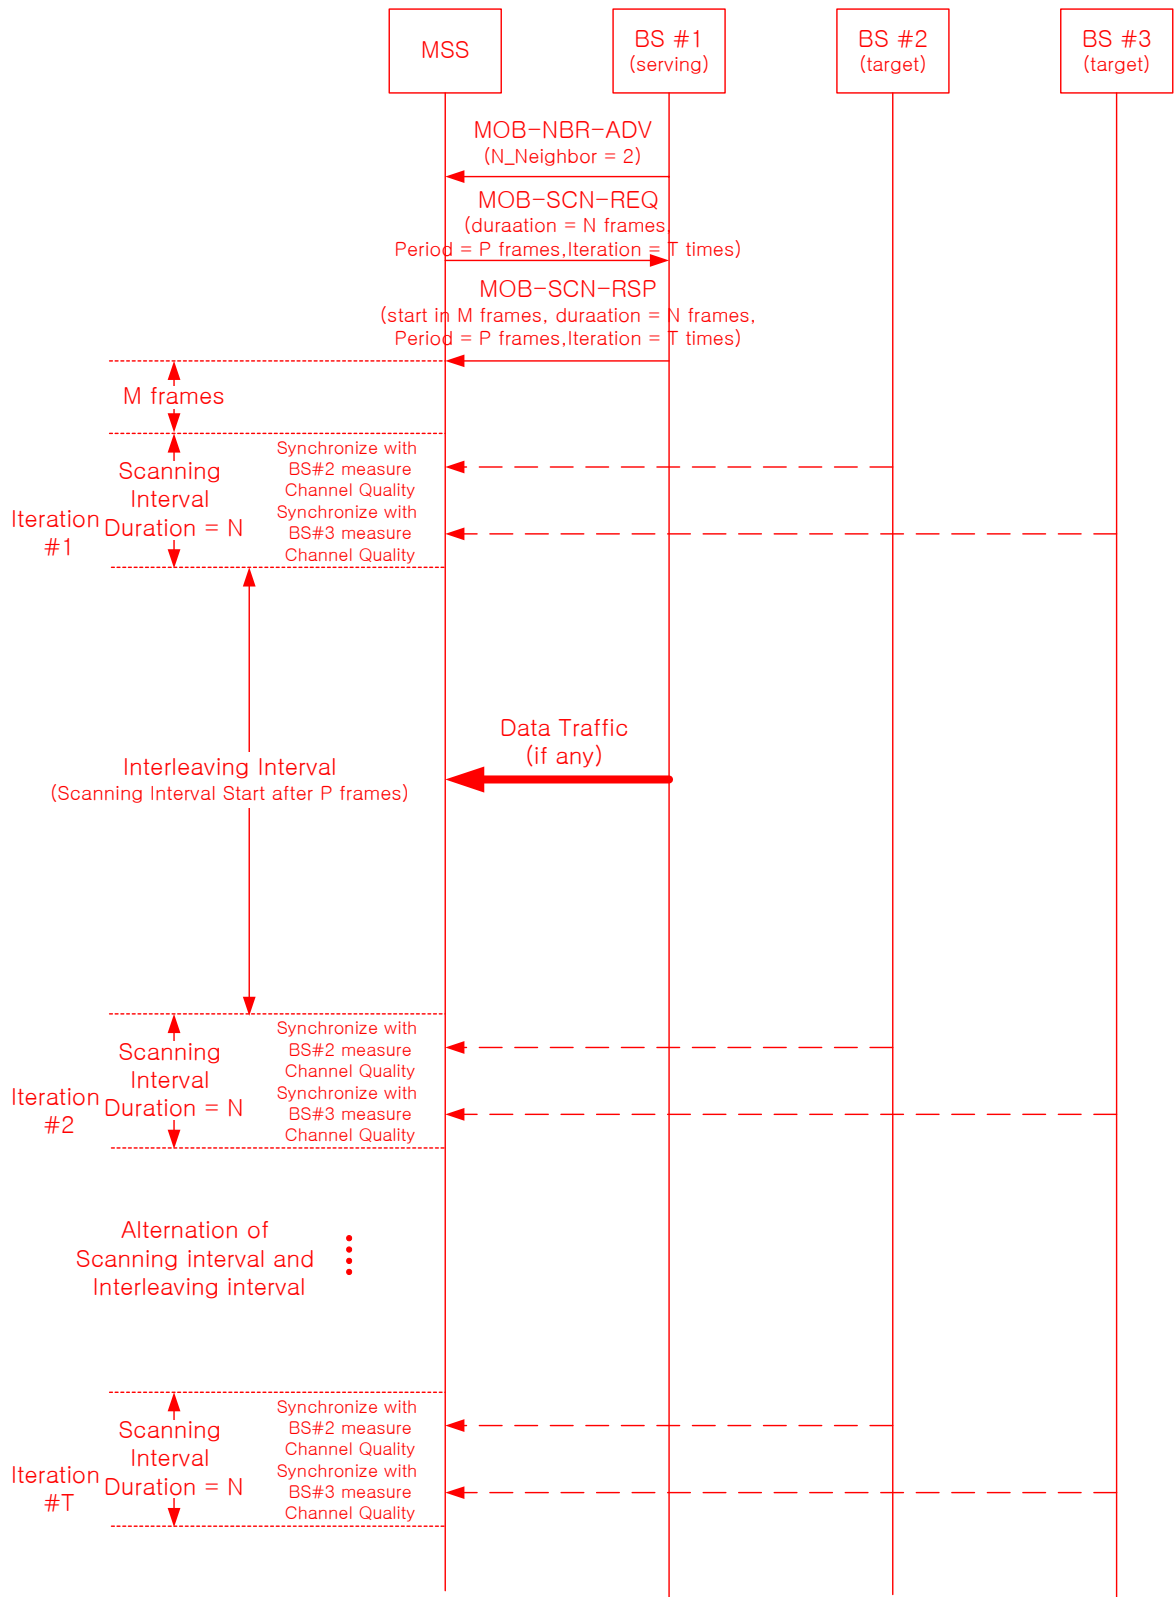 MSS
BS #1
(serving)
BS #2
(target)
BS #3
(target)
MOB-NBR-ADV
(N_Neighbor = 2)
MOB-SCN-REQ
(duraation = N frames,
Period = P frames,Iteration = T times)
MOB-SCN-RSP
(start in M frames, duraation = N frames,
Period = P frames,Iteration = T times)
M frames
Iteration
#1
Scanning
Interval
Duration = N
Synchronize with
BS#2 measure
Channel Quality
Synchronize with
BS#3 measure
Channel Quality
Data Traffic
(if any)
Interleaving Interval
(Scanning Interval Start after P frames)
Iteration
#2
Scanning
Interval
Duration = N
Synchronize with
BS#2 measure
Channel Quality
Synchronize with
BS#3 measure
Channel Quality
Alternation of
Scanning interval and
Interleaving interval
Iteration
#T
Scanning
Interval
Duration = N
Synchronize with
BS#2 measure
Channel Quality
Synchronize with
BS#3 measure
Channel Quality